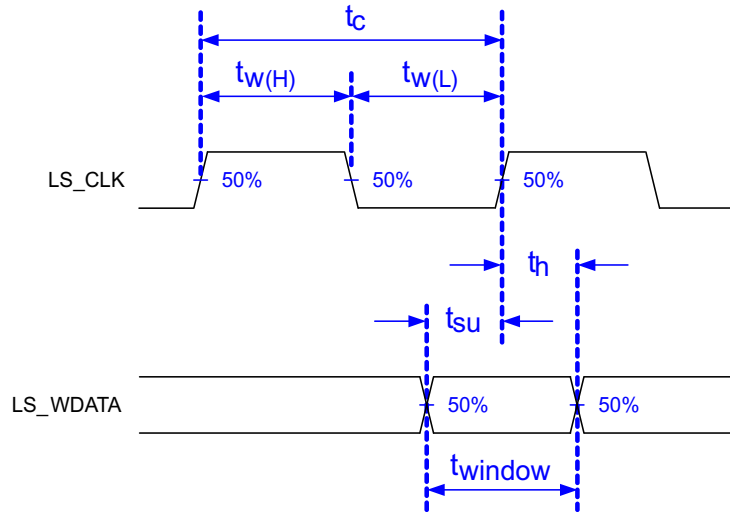 tc
tw(H) tw(L)
LS_CLK 50% 50% 50%
th
tsu
LS_WDATA 50% 50%
twindow